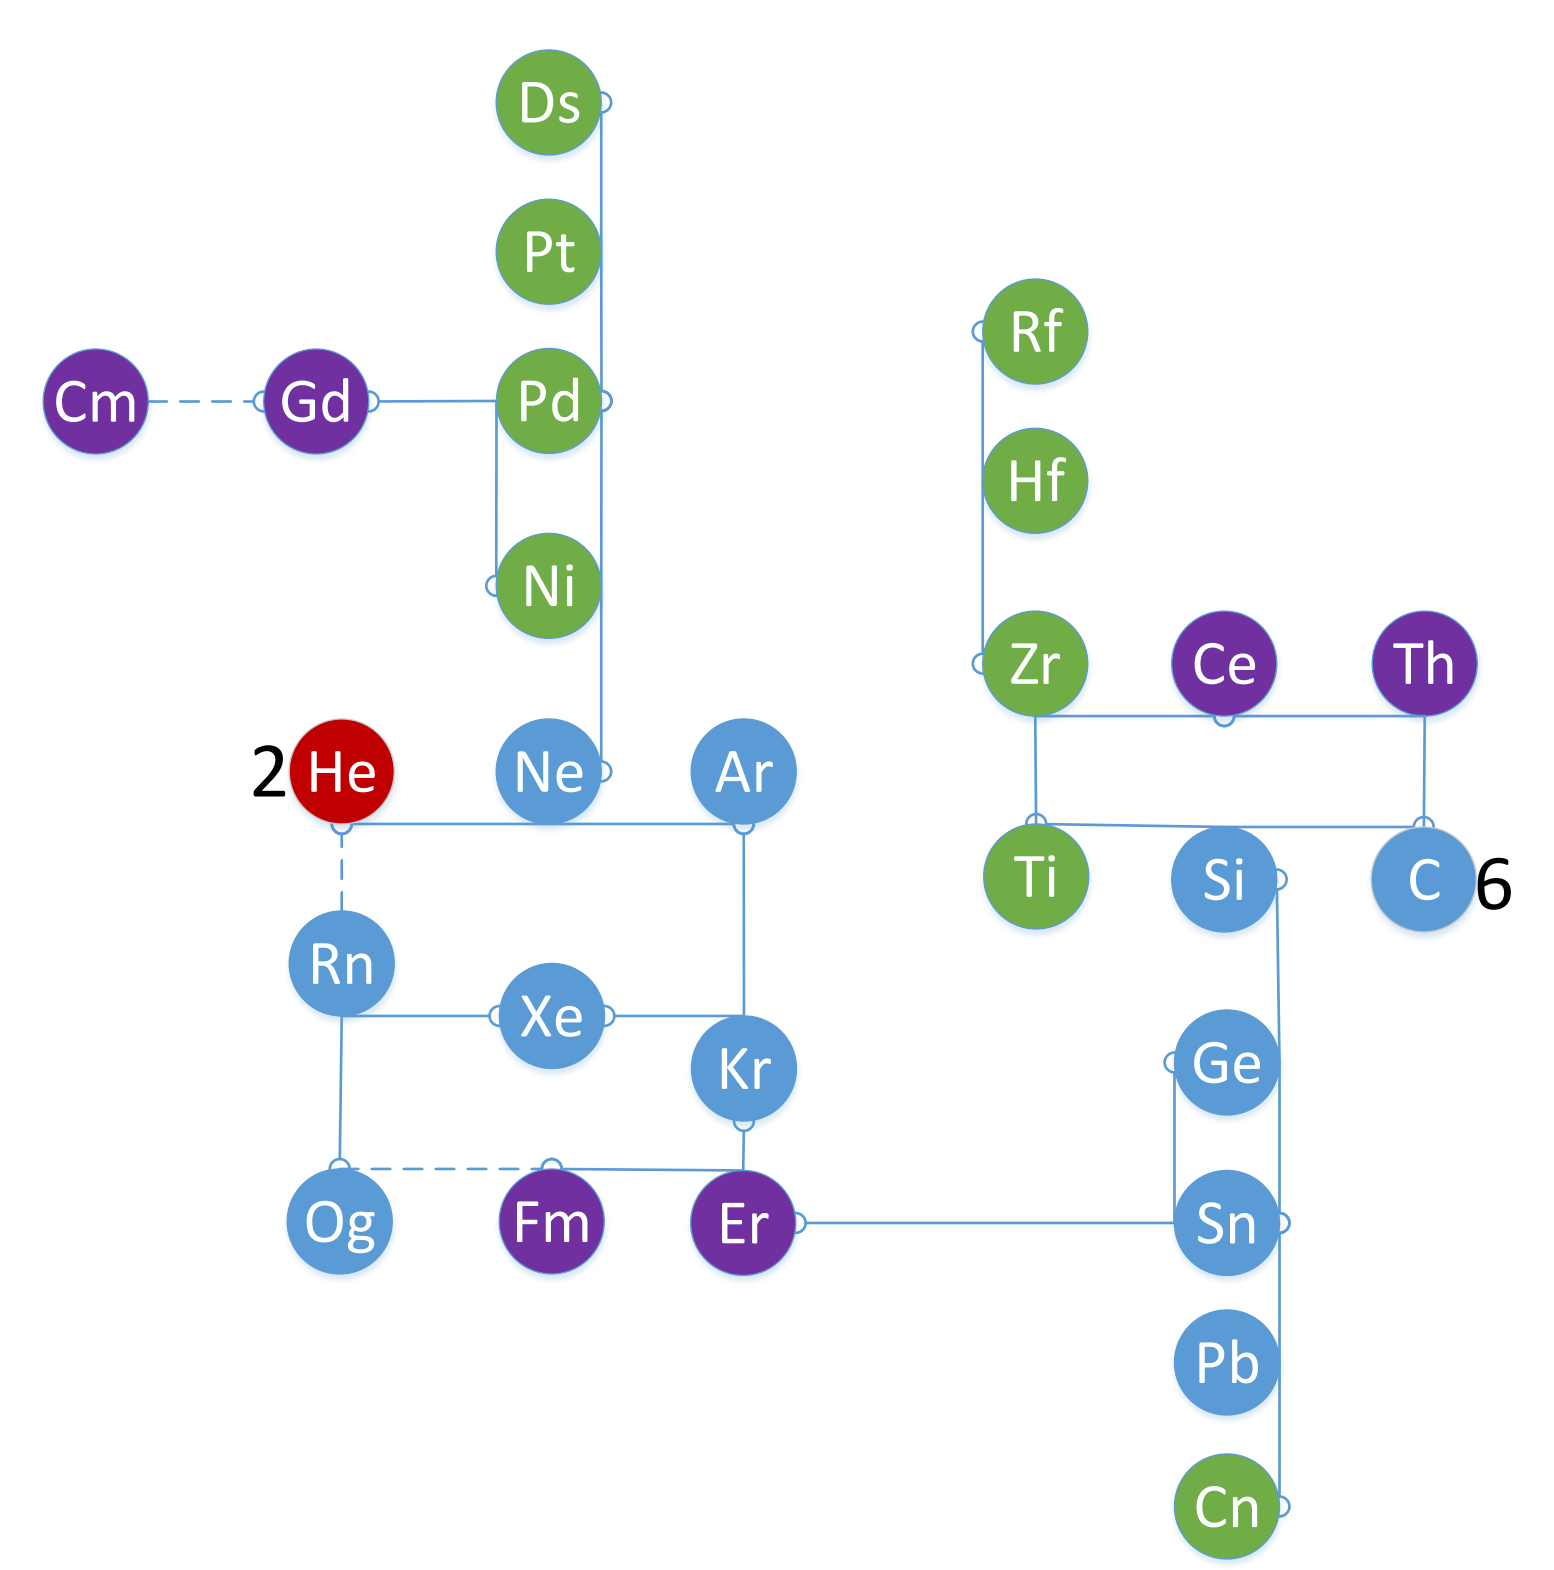 Ds
Pt
Rf
Cm Gd Pd
Hf
Ni
Zr Ce Th
2 He Ne Ar
Ti Si C 6
Rn
Xe
Kr Ge
Og Fm Er Sn
Pb
Cn